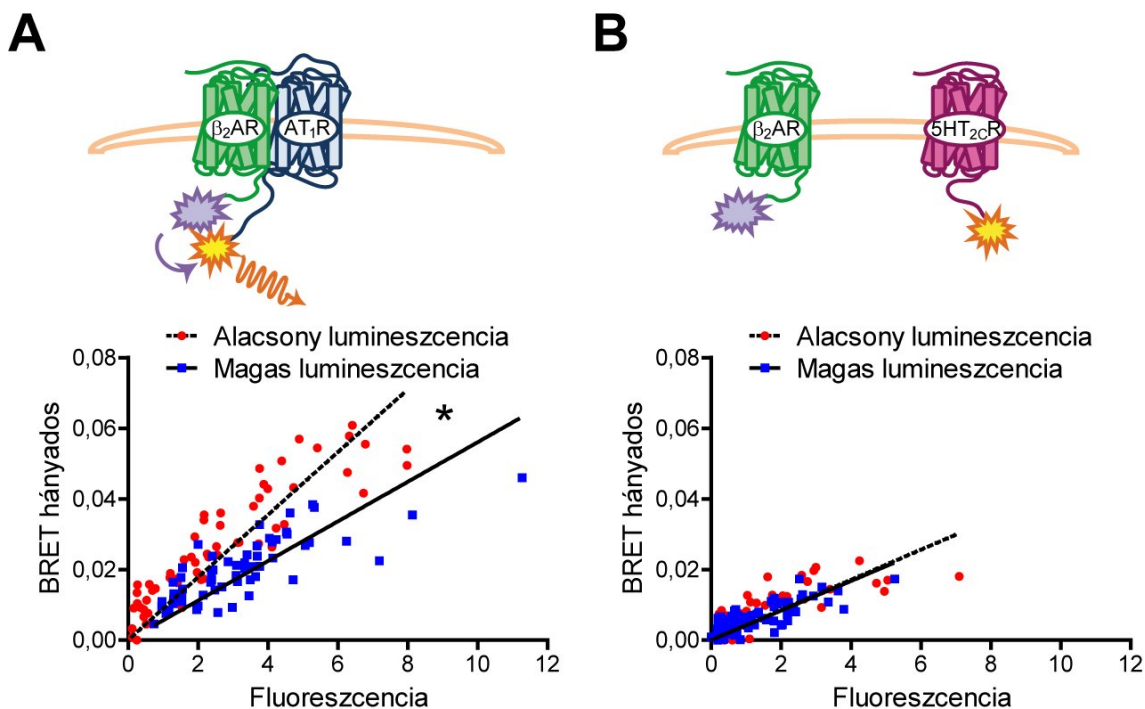 A
β₂AR
AT₁R
Alacsony lumineszcencia
Magas lumineszcencia
BRET hányados
0,08
0,06
0,04
0,02
0,00
*
0
2
4
6
8
10
12
Fluoreszcencia
B
β₂AR
5HT₂CR
Alacsony lumineszcencia
Magas lumineszcencia
BRET hányados
0,08
0,06
0,04
0,02
0,00
0
2
4
6
8
10
12
Fluoreszcencia